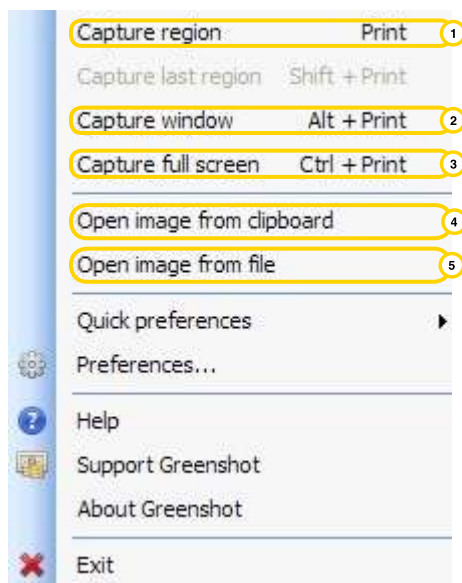 Capture region Print 1
Capture last region Shift + Print
Capture window Alt + Print 2
Capture full screen Ctrl + Print 3
Open image from clipboard 4
Open image from file 5
Quick preferences
Preferences...
Help
Support Greenshot
About Greenshot
Exit